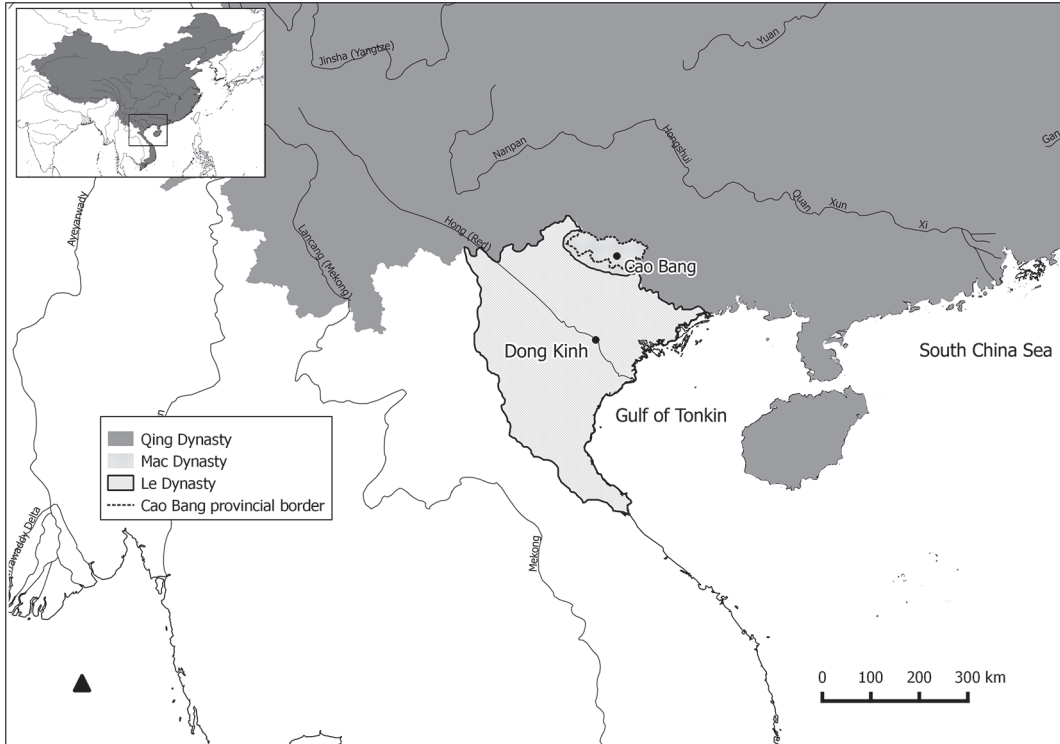 Jinsha (Yangtze)
Yuan
Nanpan
Hongshui
Quan
Xun
Xi
Ayeyarwady
Lancang (Mekong)
Hong (Red)
Cao Bang
Dong Kinh
South China Sea
Gulf of Tonkin
Qing Dynasty
Mac Dynasty
Le Dynasty
Cao Bang provincial border
Delta
Mekong
0 100 200 300 km